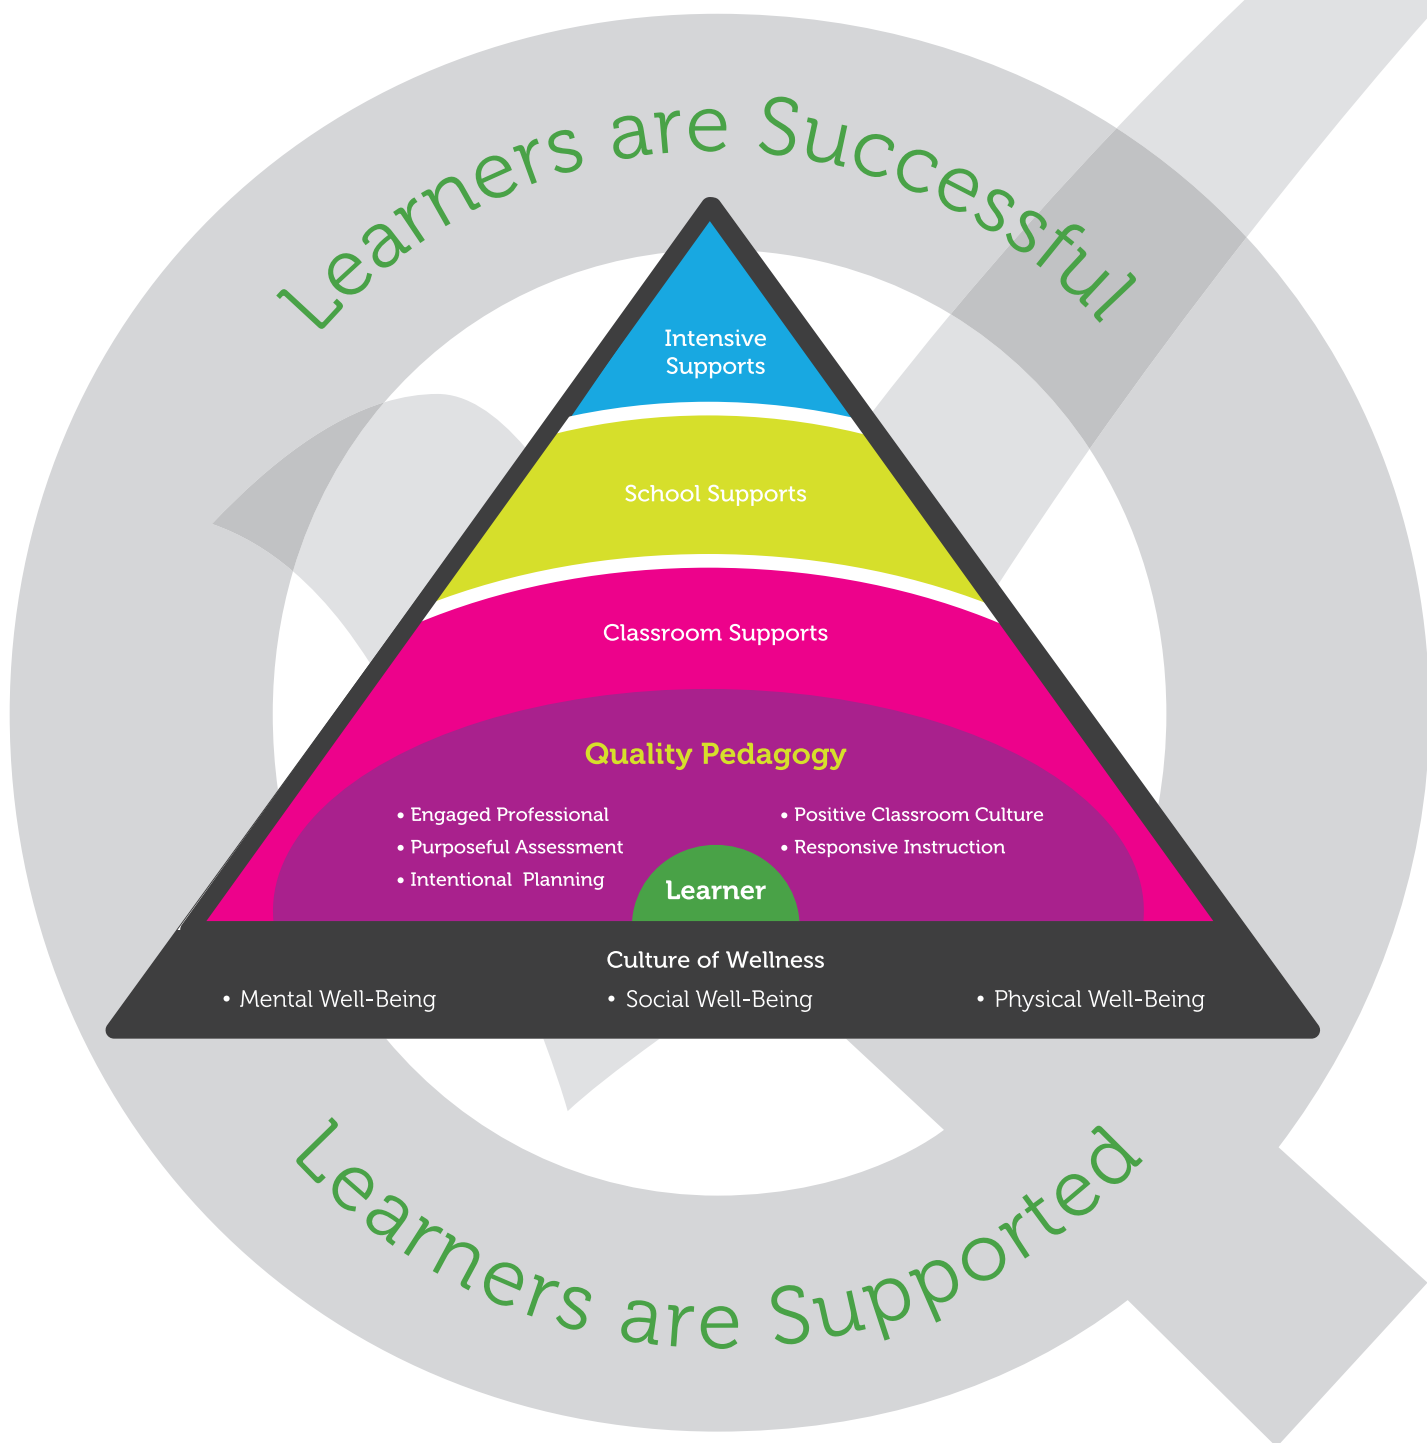 Learners are Successful
Intensive
Supports
School Supports
Classroom Supports
Quality Pedagogy
• Engaged Professional
• Purposeful Assessment
• Intentional Planning
• Positive Classroom Culture
• Responsive Instruction
Learner
Culture of Wellness
• Mental Well-Being
• Social Well-Being
• Physical Well-Being
Learners are Supported